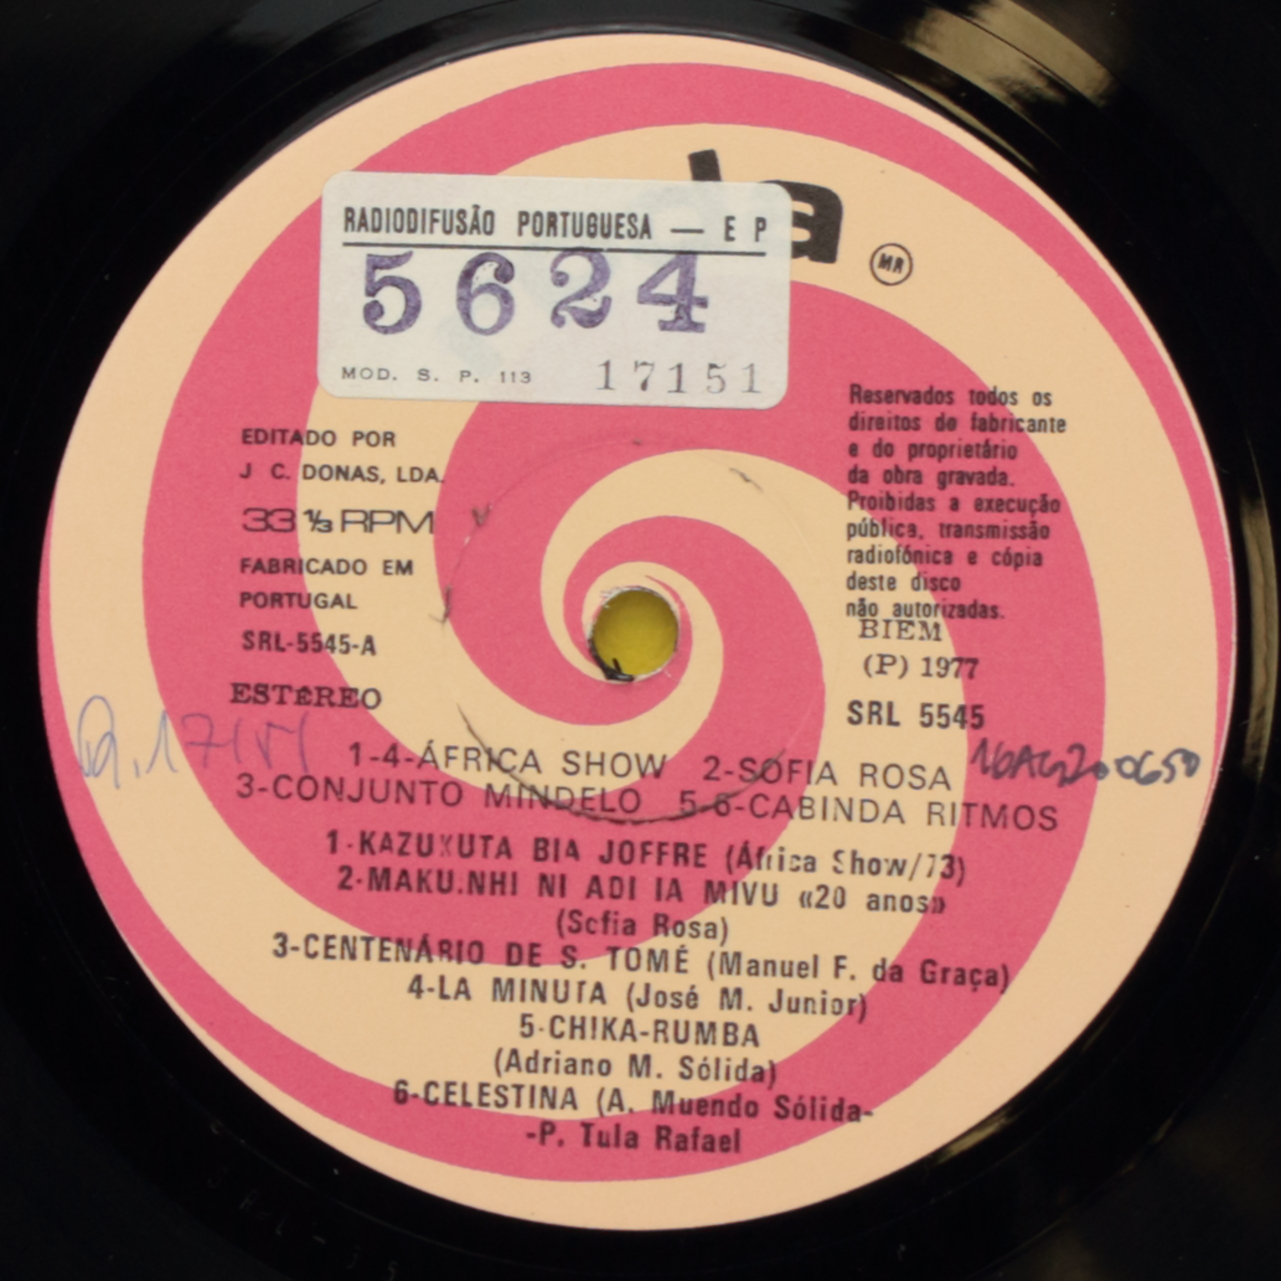 la
MR
RADIODIFUSÃO PORTUGUESA — E P
5624
MOD. S. P. 113 17151
EDITADO POR
J C. DONAS, LDA.
33 ⅓ RPM
FABRICADO EM
PORTUGAL
SRL-5545-A
ESTÉREO
Reservados todos os
direitos do fabricante
e do proprietário
da obra gravada.
Proibidas a execução
pública, transmissão
radiofónica e cópia
deste disco
não autorizadas.
BIEM
(P) 1977
SRL 5545
1-4-ÁFRICA SHOW 2-SOFIA ROSA
3-CONJUNTO MINDELO 5-6-CABINDA RITMOS
1-KAZUKUTA BIA JOFFRE (África Show/73)
2-MAKU.NHI NI ADI IA MIVU «20 anos»
(Sofia Rosa)
3-CENTENÁRIO DE S. TOMÉ (Manuel F. da Graça)
4-LA MINUTA (José M. Junior)
5-CHIKA-RUMBA
(Adriano M. Sólida)
6-CELESTINA (A. Muendo Sólida-
-P. Tula Rafael